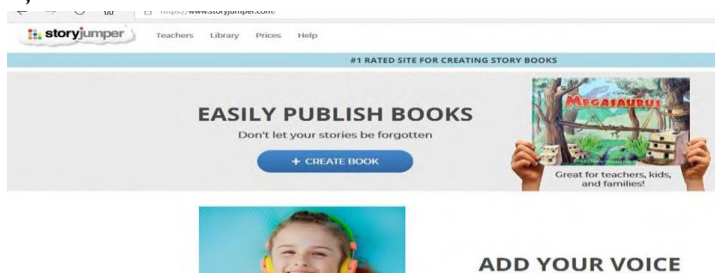 https://www.storyjumper.com/
storyjumper Teachers Library Prices Help
#1 RATED SITE FOR CREATING STORY BOOKS
EASILY PUBLISH BOOKS
Don't let your stories be forgotten
+ CREATE BOOK
MEGASAURUS
Great for teachers, kids,
and families!
ADD YOUR VOICE